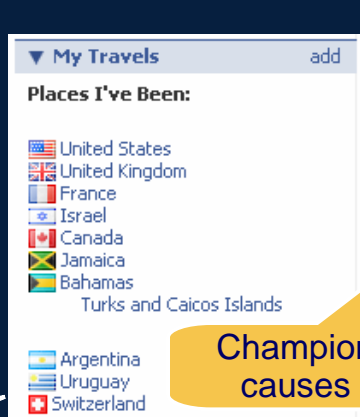 My Travels add
Places I've Been:
United States
United Kingdom
France
Israel
Canada
Jamaica
Bahamas
Turks and Caicos Islands
Argentina
Uruguay
Switzerland
Champion
causes